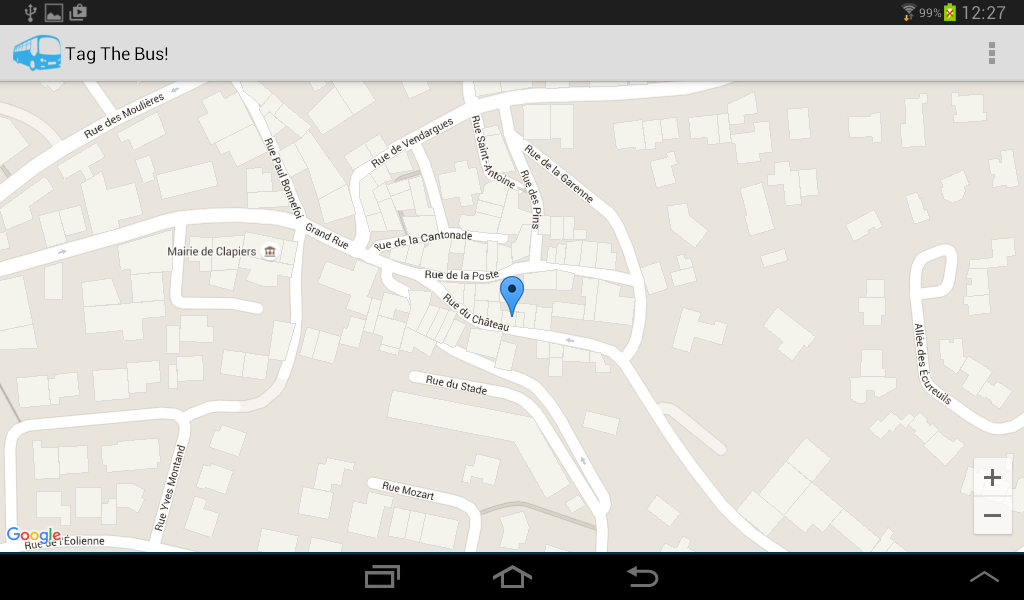 99% 12:27
Tag The Bus!
Rue des Moulières
Rue Paul Bonnefoi
Rue de Vendargues
Rue Saint-Antoine
Rue de la Garenne
Rue des Pins
Grand Rue
Rue de la Cantonade
Mairie de Clapiers
Rue de la Poste
Rue du Château
Allée des Écureuils
Rue du Stade
Rue Yves Montand
Rue Mozart
+
−
Google
Rue de l'Éolienne